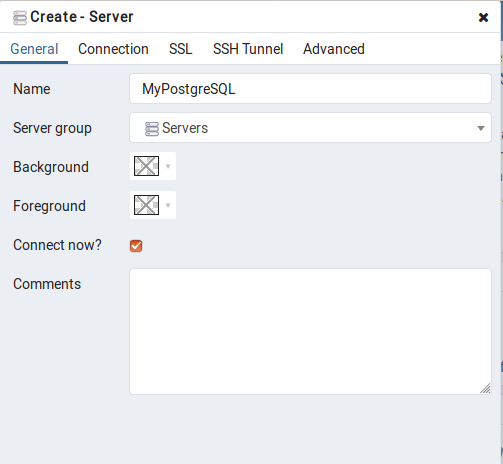 Create - Server
General Connection SSL SSH Tunnel Advanced
Name MyPostgreSQL
Server group Servers
Background
Foreground
Connect now?
Comments